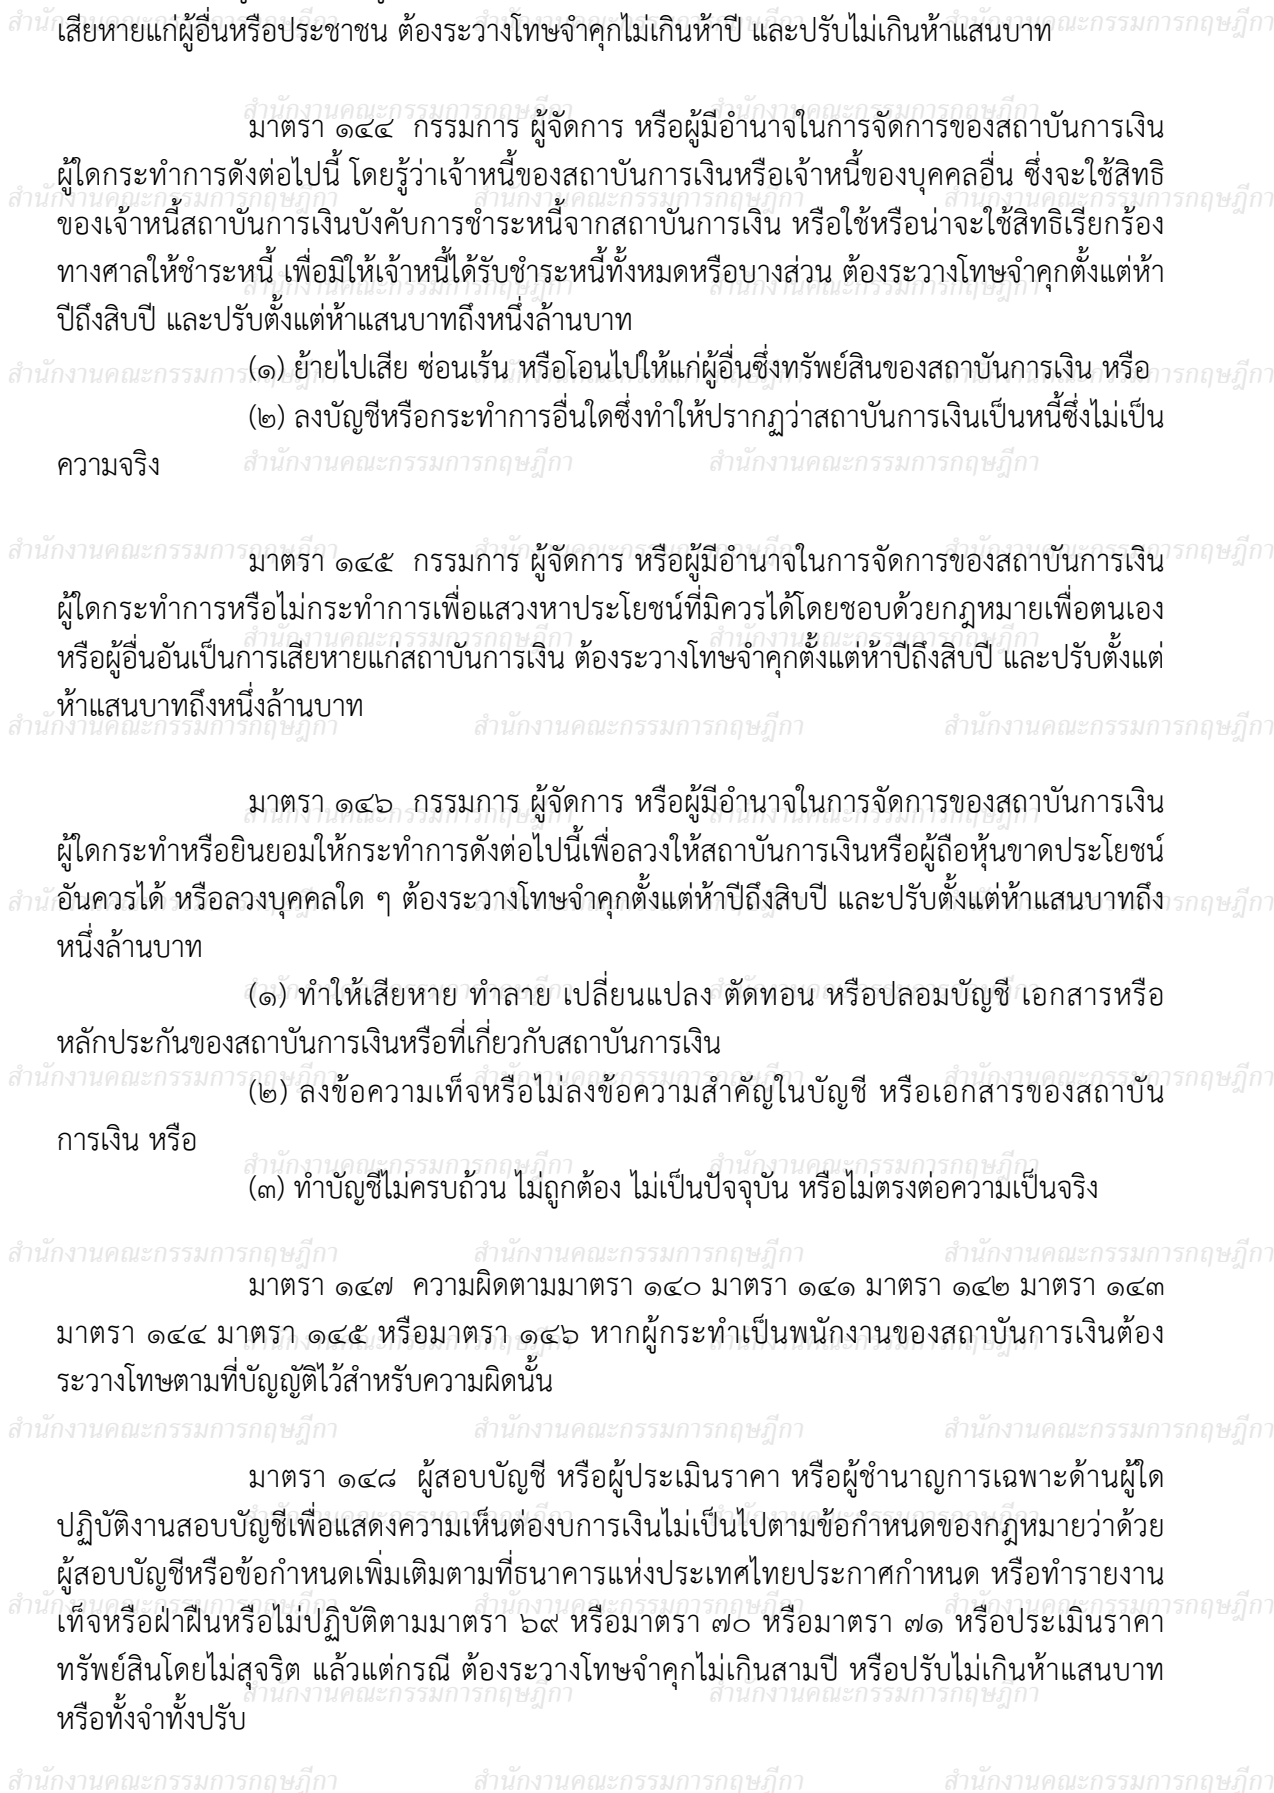 เสียหายแก่ผู้อื่นหรือประชาชน ต้องระวางโทษจำคุกไม่เกินห้าปี และปรับไม่เกินห้าแสนบาท
มาตรา ๑๔๔ กรรมการ ผู้จัดการ หรือผู้มีอำนาจในการจัดการของสถาบันการเงิน
ผู้ใดกระทำการดังต่อไปนี้ โดยรู้ว่าเจ้าหนี้ของสถาบันการเงินหรือเจ้าหนี้ของบุคคลอื่น ซึ่งจะใช้สิทธิ
ของเจ้าหนี้สถาบันการเงินบังคับการชำระหนี้จากสถาบันการเงิน หรือใช้หรือน่าจะใช้สิทธิเรียกร้อง
ทางศาลให้ชำระหนี้ เพื่อมิให้เจ้าหนี้ได้รับชำระหนี้ทั้งหมดหรือบางส่วน ต้องระวางโทษจำคุกตั้งแต่ห้า
ปีถึงสิบปี และปรับตั้งแต่ห้าแสนบาทถึงหนึ่งล้านบาท
(๑) ย้ายไปเสีย ซ่อนเร้น หรือโอนไปให้แก่ผู้อื่นซึ่งทรัพย์สินของสถาบันการเงิน หรือ
(๒) ลงบัญชีหรือกระทำการอื่นใดซึ่งทำให้ปรากฏว่าสถาบันการเงินเป็นหนี้ซึ่งไม่เป็น
ความจริง
มาตรา ๑๔๕ กรรมการ ผู้จัดการ หรือผู้มีอำนาจในการจัดการของสถาบันการเงิน
ผู้ใดกระทำการหรือไม่กระทำการเพื่อแสวงหาประโยชน์ที่มิควรได้โดยชอบด้วยกฎหมายเพื่อตนเอง
หรือผู้อื่นอันเป็นการเสียหายแก่สถาบันการเงิน ต้องระวางโทษจำคุกตั้งแต่ห้าปีถึงสิบปี และปรับตั้งแต่
ห้าแสนบาทถึงหนึ่งล้านบาท
มาตรา ๑๔๖ กรรมการ ผู้จัดการ หรือผู้มีอำนาจในการจัดการของสถาบันการเงิน
ผู้ใดกระทำหรือยินยอมให้กระทำการดังต่อไปนี้เพื่อลวงให้สถาบันการเงินหรือผู้ถือหุ้นขาดประโยชน์
อันควรได้ หรือลวงบุคคลใด ๆ ต้องระวางโทษจำคุกตั้งแต่ห้าปีถึงสิบปี และปรับตั้งแต่ห้าแสนบาทถึง
หนึ่งล้านบาท
(๑) ทำให้เสียหาย ทำลาย เปลี่ยนแปลง ตัดทอน หรือปลอมบัญชี เอกสารหรือ
หลักประกันของสถาบันการเงินหรือที่เกี่ยวกับสถาบันการเงิน
(๒) ลงข้อความเท็จหรือไม่ลงข้อความสำคัญในบัญชี หรือเอกสารของสถาบัน
การเงิน หรือ
(๓) ทำบัญชีไม่ครบถ้วน ไม่ถูกต้อง ไม่เป็นปัจจุบัน หรือไม่ตรงต่อความเป็นจริง
มาตรา ๑๔๗ ความผิดตามมาตรา ๑๔๐ มาตรา ๑๔๑ มาตรา ๑๔๒ มาตรา ๑๔๓
มาตรา ๑๔๔ มาตรา ๑๔๕ หรือมาตรา ๑๔๖ หากผู้กระทำเป็นพนักงานของสถาบันการเงินต้อง
ระวางโทษตามที่บัญญัติไว้สำหรับความผิดนั้น
มาตรา ๑๔๘ ผู้สอบบัญชี หรือผู้ประเมินราคา หรือผู้ชำนาญการเฉพาะด้านผู้ใด
ปฏิบัติงานสอบบัญชีเพื่อแสดงความเห็นต่องบการเงินไม่เป็นไปตามข้อกำหนดของกฎหมายว่าด้วย
ผู้สอบบัญชีหรือข้อกำหนดเพิ่มเติมตามที่ธนาคารแห่งประเทศไทยประกาศกำหนด หรือทำรายงาน
เท็จหรือฝ่าฝืนหรือไม่ปฏิบัติตามมาตรา ๖๙ หรือมาตรา ๗๐ หรือมาตรา ๗๑ หรือประเมินราคา
ทรัพย์สินโดยไม่สุจริต แล้วแต่กรณี ต้องระวางโทษจำคุกไม่เกินสามปี หรือปรับไม่เกินห้าแสนบาท
หรือทั้งจำทั้งปรับ
สำนักงานคณะกรรมการกฤษฎีกา สำนักงานคณะกรรมการกฤษฎีกา สำนักงานคณะกรรมการกฤษฎีกา